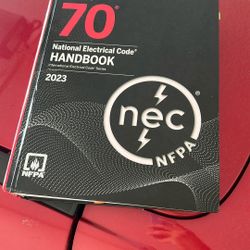 70®
National Electrical Code®
HANDBOOK
International Electrical Code® Series
2023
nec
NFPA
NFPA